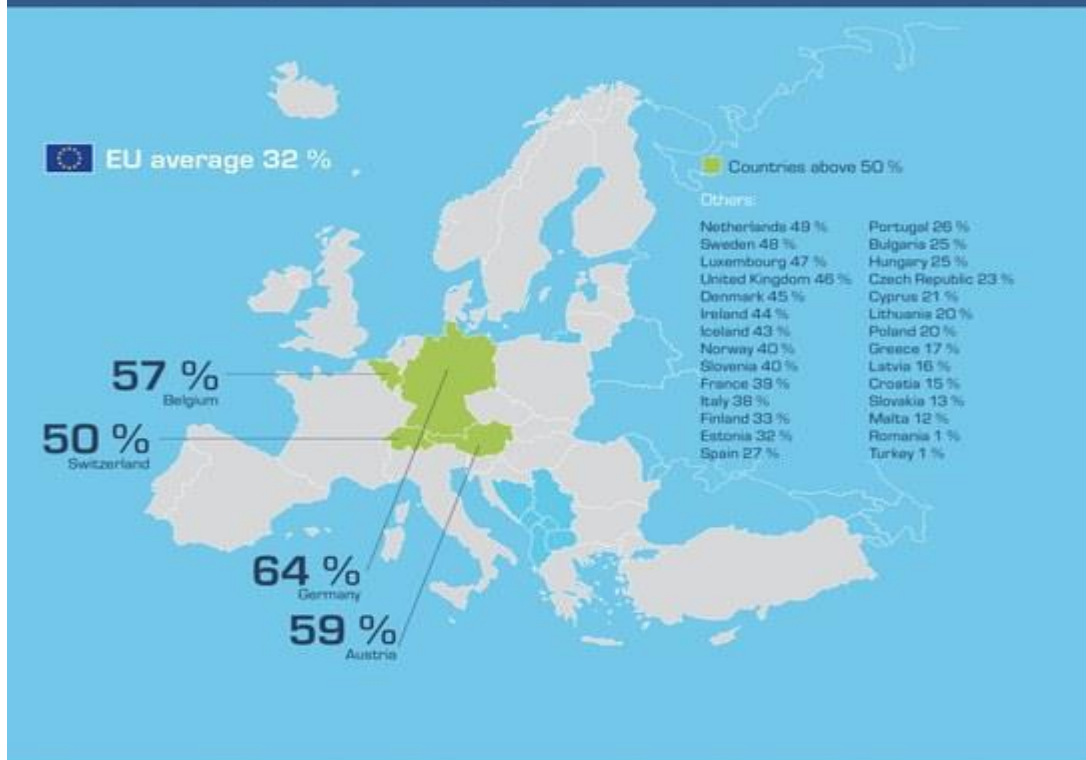 EU average 32 %
Countries above 50 %
Others:
Netherlands 49 %
Sweden 48 %
Luxembourg 47 %
United Kingdom 46 %
Denmark 45 %
Ireland 44 %
Iceland 43 %
Norway 40 %
Slovenia 40 %
France 39 %
Italy 38 %
Finland 33 %
Estonia 32 %
Spain 27 %
Portugal 26 %
Bulgaria 25 %
Hungary 25 %
Czech Republic 23 %
Cyprus 21 %
Lithuania 20 %
Poland 20 %
Greece 17 %
Latvia 16 %
Croatia 15 %
Slovakia 13 %
Malta 12 %
Romania 1 %
Turkey 1 %
57 %
Belgium
50 %
Switzerland
64 %
Germany
59 %
Austria